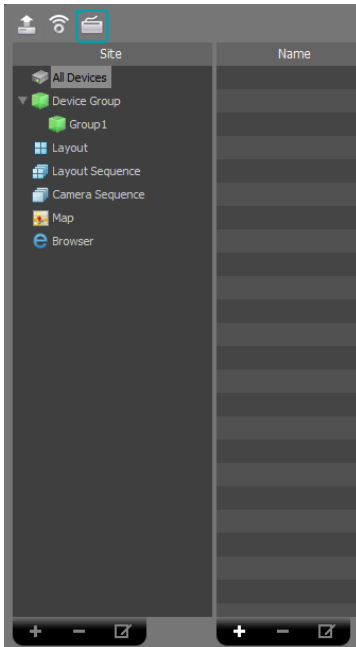 Site
Name
All Devices
Device Group
Group1
Layout
Layout Sequence
Camera Sequence
Map
Browser